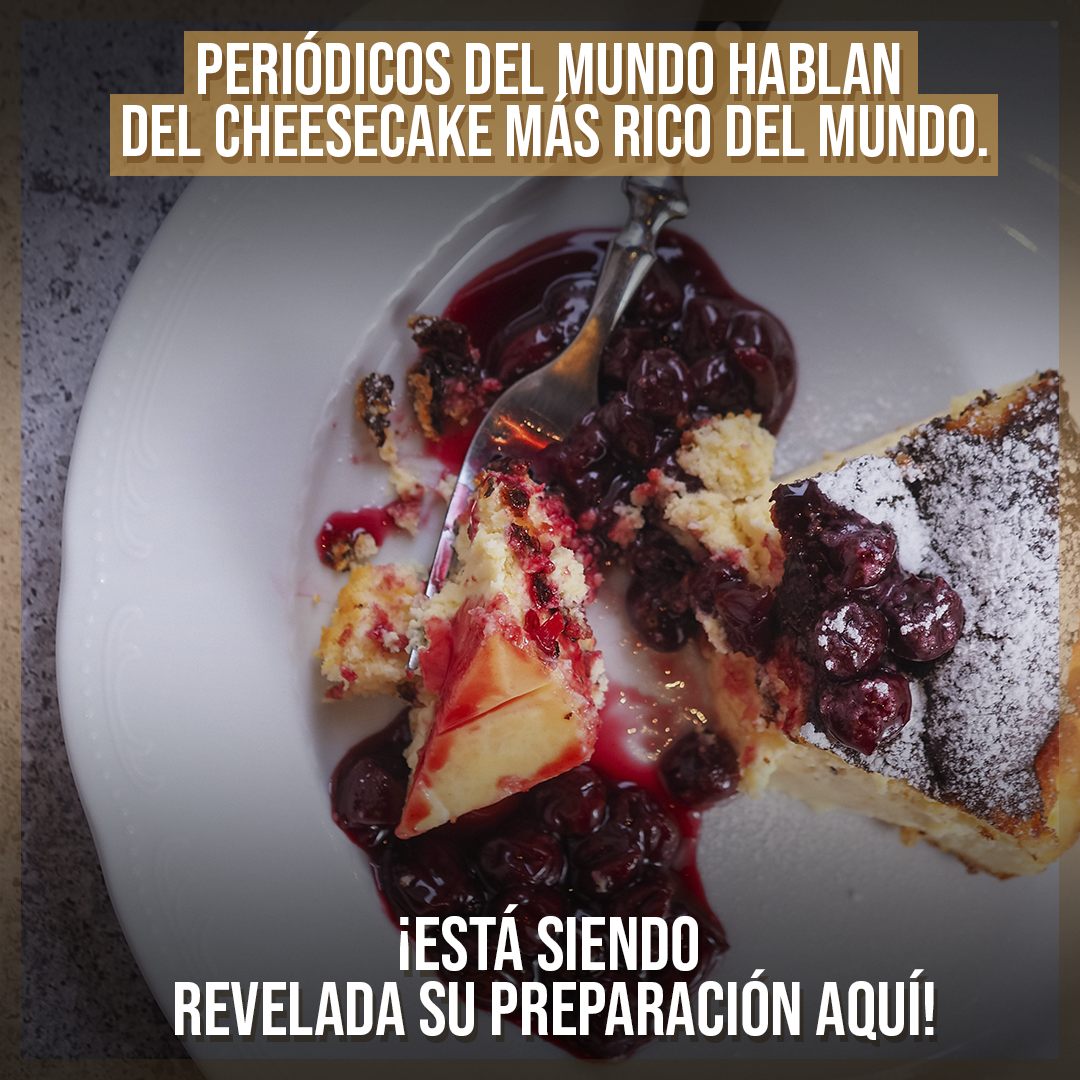 PERIÓDICOS DEL MUNDO HABLAN
DEL CHEESECAKE MÁS RICO DEL MUNDO.
¡ESTÁ SIENDO
REVELADA SU PREPARACIÓN AQUÍ!